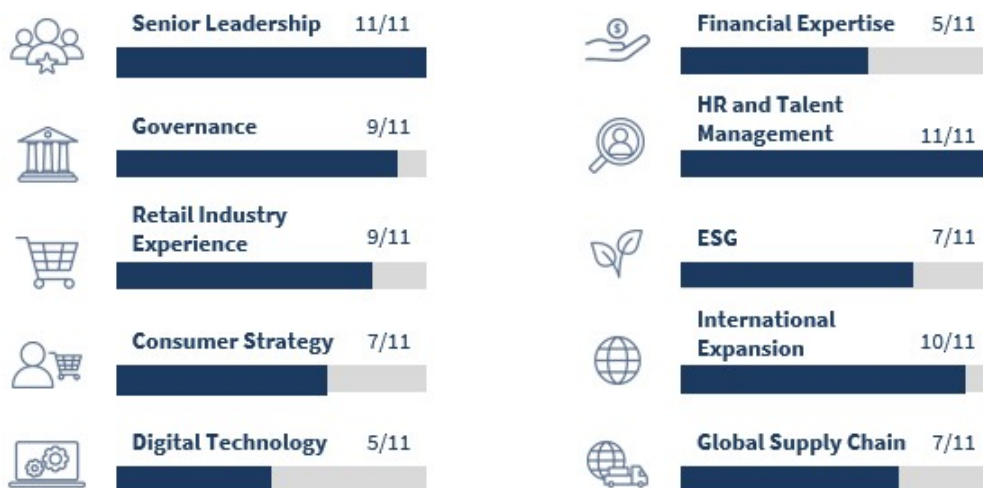 Senior Leadership 11/11
Governance 9/11
Retail Industry
Experience 9/11
Consumer Strategy 7/11
Digital Technology 5/11
$
Financial Expertise 5/11
HR and Talent
Management 11/11
ESG 7/11
International
Expansion 10/11
Global Supply Chain 7/11